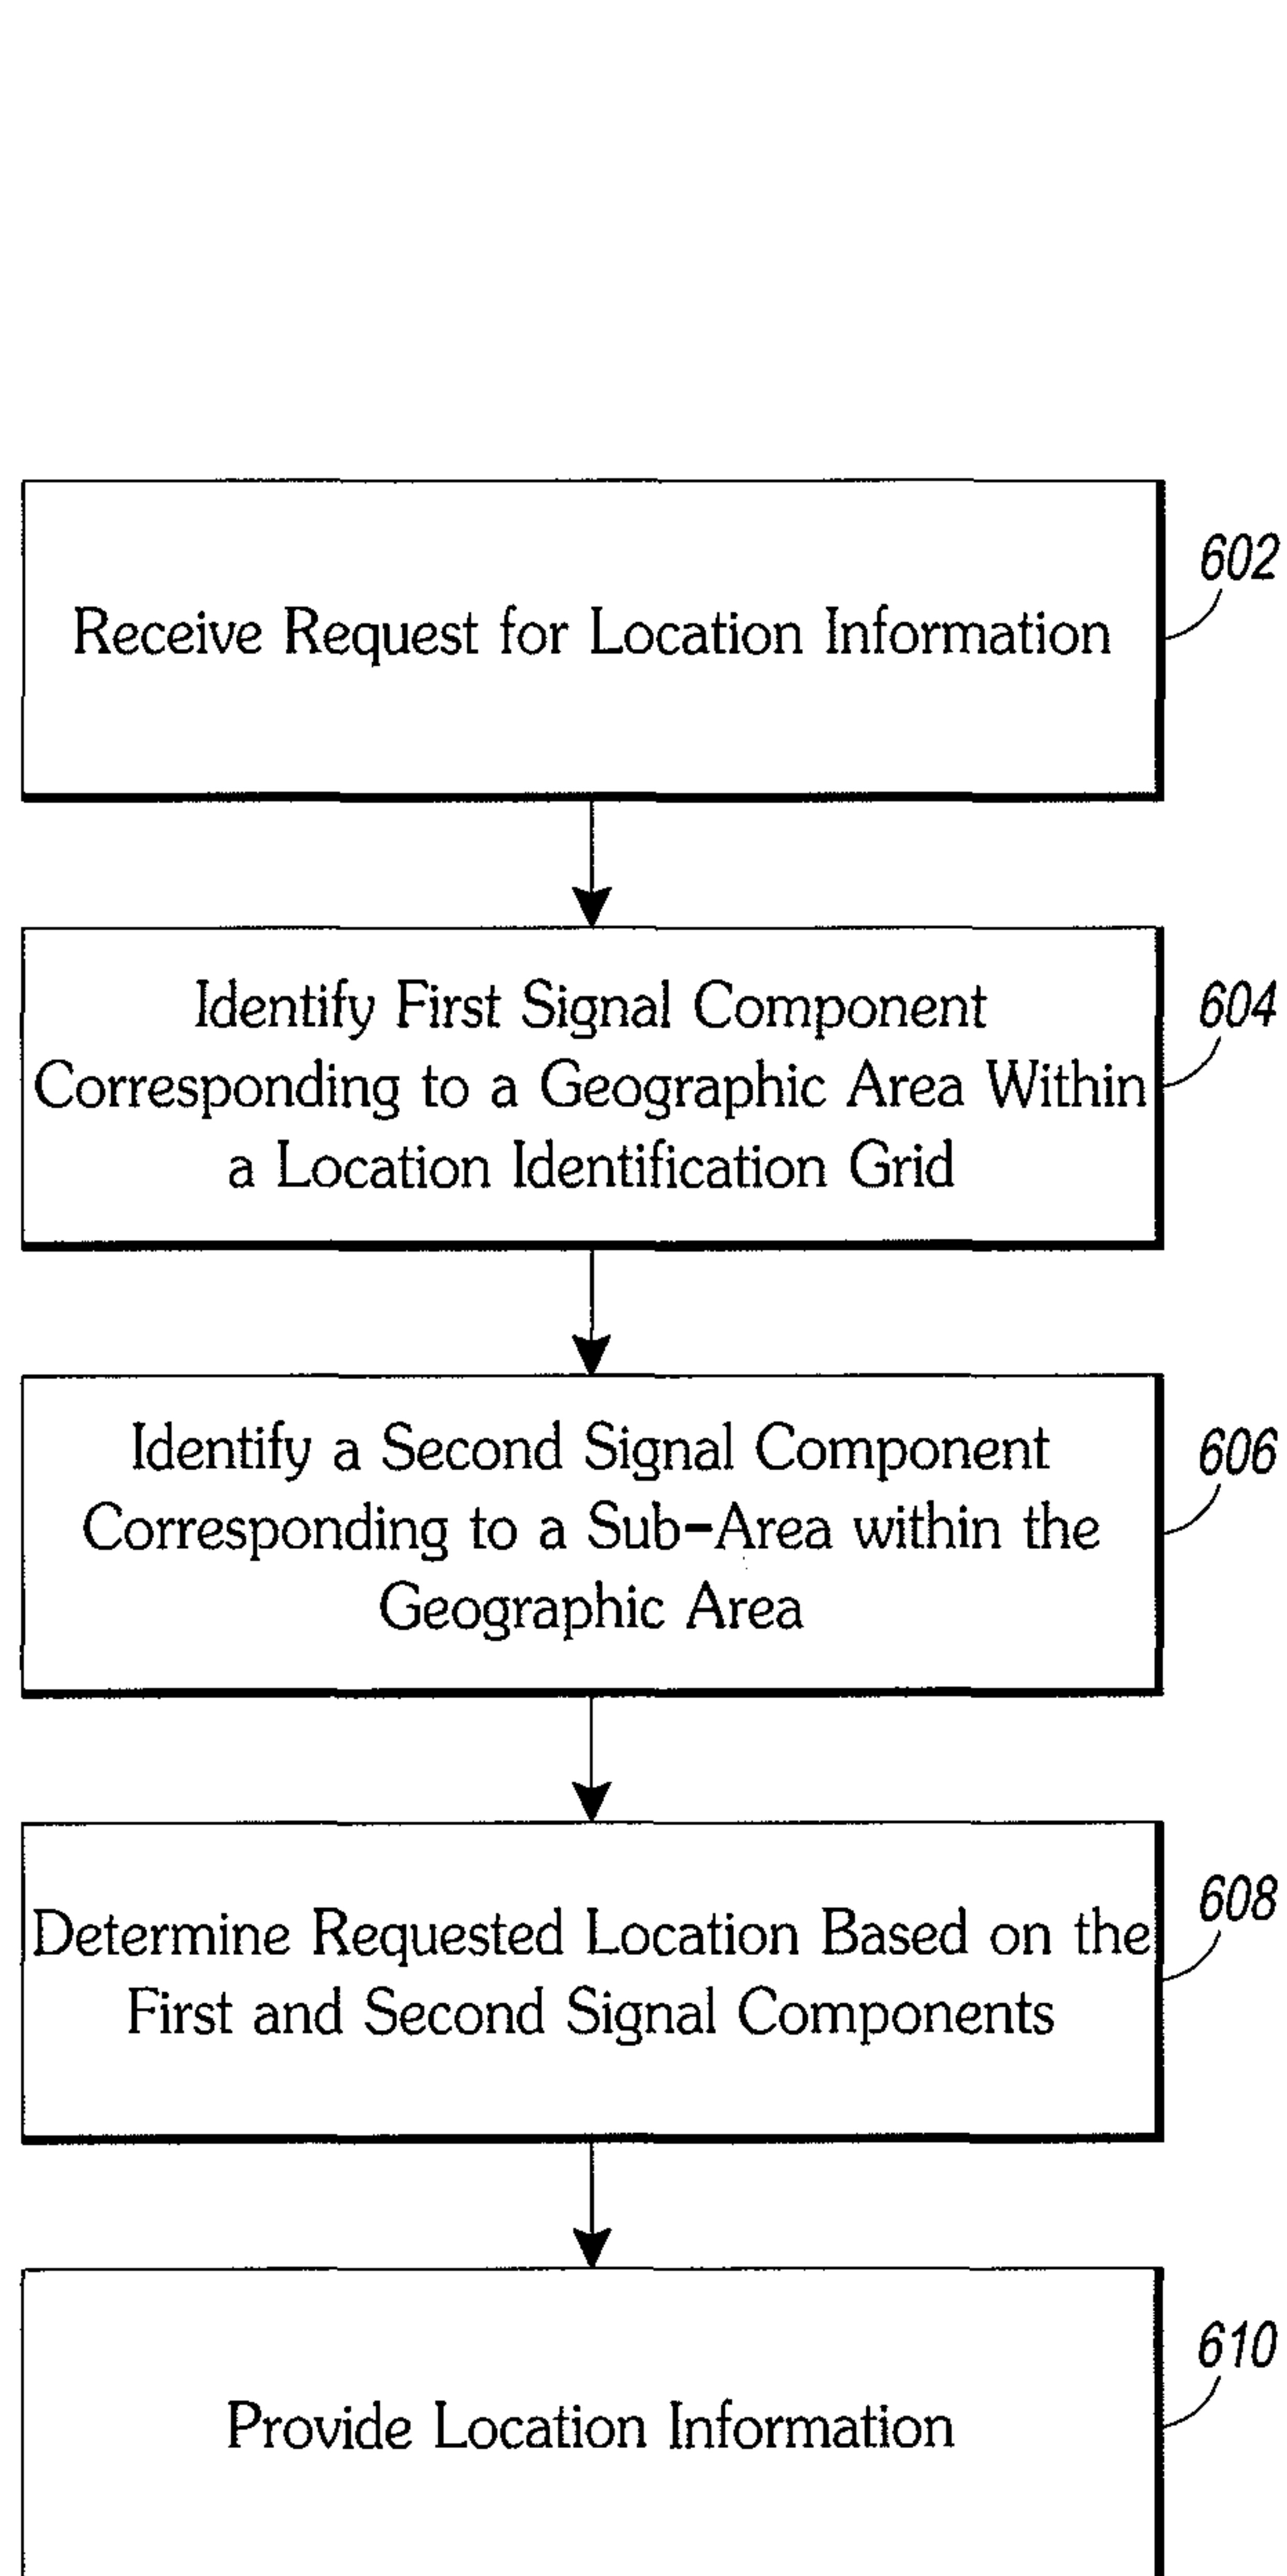 Receive Request for Location Information
602
Identify First Signal Component
Corresponding to a Geographic Area Within
a Location Identification Grid
604
Identify a Second Signal Component
Corresponding to a Sub-Area within the
Geographic Area
606
Determine Requested Location Based on the
First and Second Signal Components
608
Provide Location Information
610